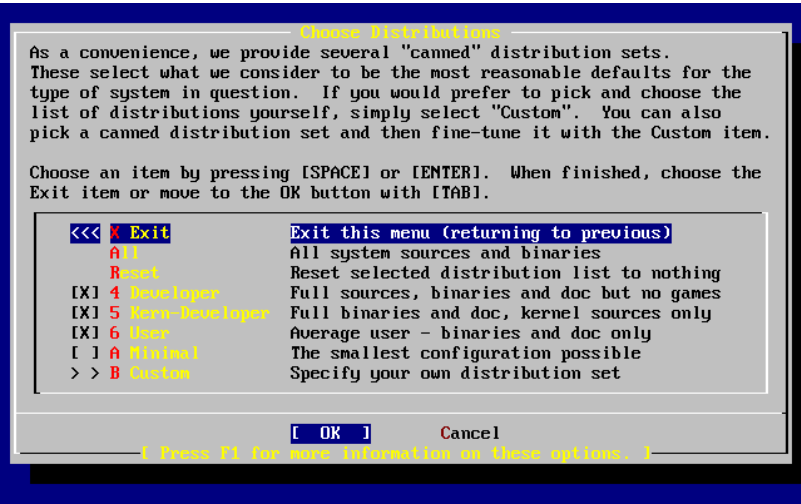 Choose Distributions
As a convenience, we provide several "canned" distribution sets.
These select what we consider to be the most reasonable defaults for the
type of system in question.  If you would prefer to pick and choose the
list of distributions yourself, simply select "Custom".  You can also
pick a canned distribution set and then fine-tune it with the Custom item.
Choose an item by pressing [SPACE] or [ENTER].  When finished, choose the
Exit item or move to the OK button with [TAB].
<<< X Exit Exit this menu (returning to previous)
All All system sources and binaries
Reset Reset selected distribution list to nothing
[X] 4 Developer Full sources, binaries and doc but no games
[X] 5 Kern-Developer Full binaries and doc, kernel sources only
[X] 6 User Average user - binaries and doc only
[ ] A Minimal The smallest configuration possible
> > B Custom Specify your own distribution set
[ OK ] Cancel
[ Press F1 for more information on these options. ]